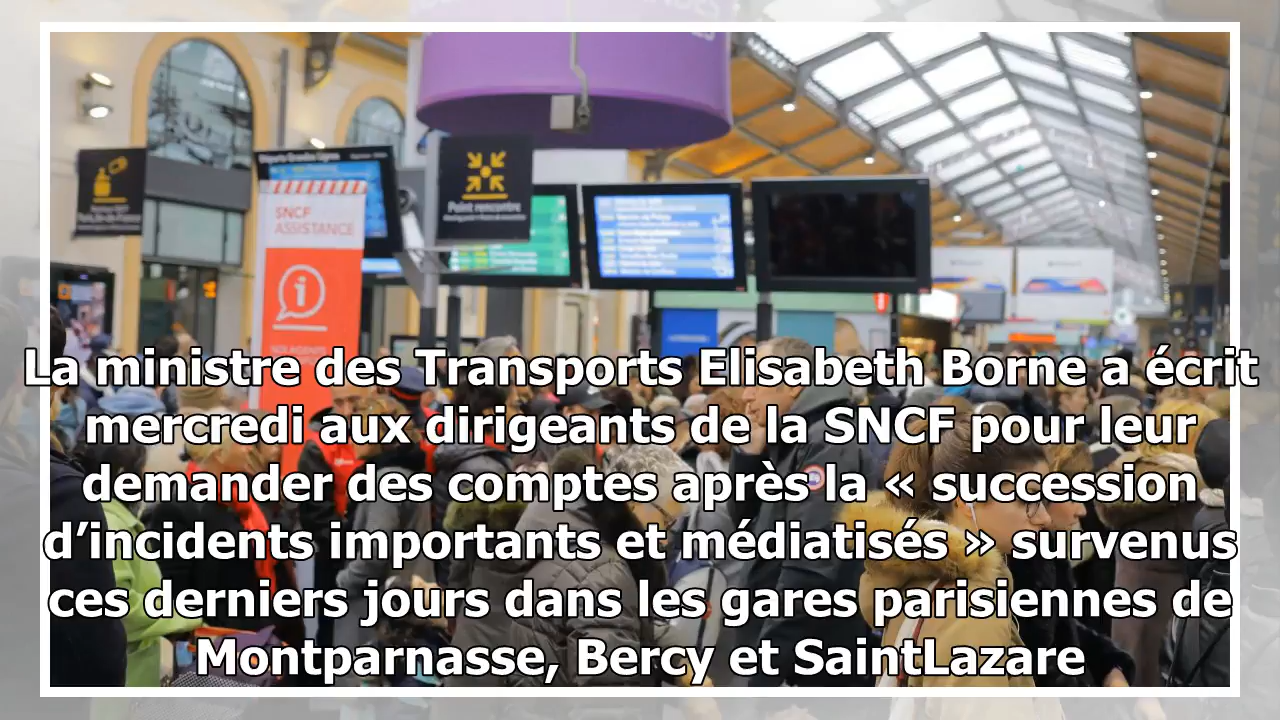 SNCF
ASSISTANCE
Point rencontre
La ministre des Transports Elisabeth Borne a écrit
mercredi aux dirigeants de la SNCF pour leur
demander des comptes après la « succession
d’incidents importants et médiatisés » survenus
ces derniers jours dans les gares parisiennes de
Montparnasse, Bercy et SaintLazare